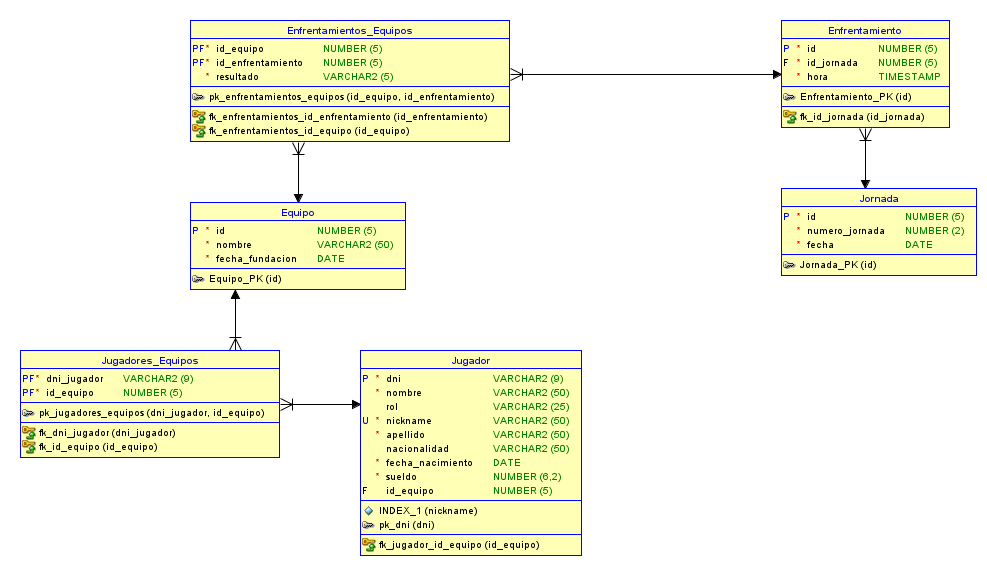 Enfrentamientos_Equipos
PF* id_equipo NUMBER (5)
PF* id_enfrentamiento NUMBER (5)
* resultado VARCHAR2 (5)
pk_enfrentamientos_equipos (id_equipo, id_enfrentamiento)
fk_enfrentamientos_id_enfrentamiento (id_enfrentamiento)
fk_enfrentamientos_id_equipo (id_equipo)
Enfrentamiento
P * id NUMBER (5)
F * id_jornada NUMBER (5)
* hora TIMESTAMP
Enfrentamiento_PK (id)
fk_id_jornada (id_jornada)
Equipo
P * id NUMBER (5)
* nombre VARCHAR2 (50)
* fecha_fundacion DATE
Equipo_PK (id)
Jornada
P * id NUMBER (5)
* numero_jornada NUMBER (2)
* fecha DATE
Jornada_PK (id)
Jugadores_Equipos
PF* dni_jugador VARCHAR2 (9)
PF* id_equipo NUMBER (5)
pk_jugadores_equipos (dni_jugador, id_equipo)
fk_dni_jugador (dni_jugador)
fk_id_equipo (id_equipo)
Jugador
P * dni VARCHAR2 (9)
* nombre VARCHAR2 (50)
rol VARCHAR2 (25)
U * nickname VARCHAR2 (50)
* apellido VARCHAR2 (50)
nacionalidad VARCHAR2 (50)
* fecha_nacimiento DATE
* sueldo NUMBER (6,2)
F id_equipo NUMBER (5)
INDEX_1 (nickname)
pk_dni (dni)
fk_jugador_id_equipo (id_equipo)